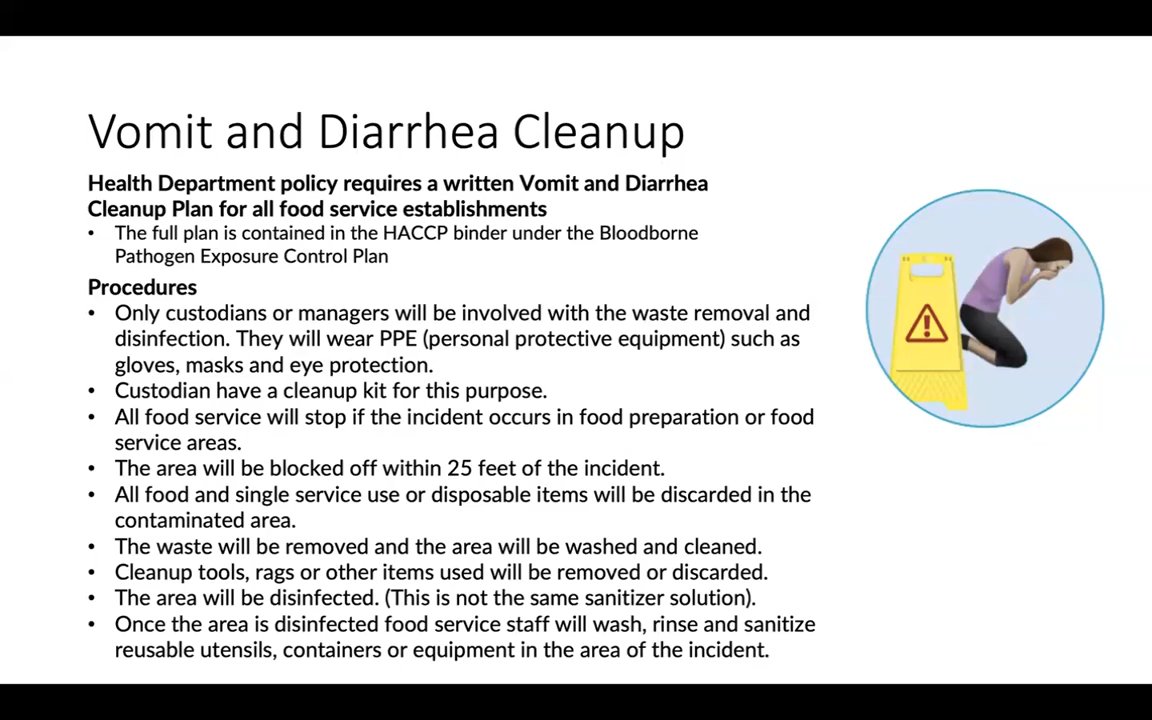 Vomit and Diarrhea Cleanup
Health Department policy requires a written Vomit and Diarrhea
Cleanup Plan for all food service establishments
• The full plan is contained in the HACCP binder under the Bloodborne
Pathogen Exposure Control Plan
Procedures
• Only custodians or managers will be involved with the waste removal and
disinfection. They will wear PPE (personal protective equipment) such as
gloves, masks and eye protection.
• Custodian have a cleanup kit for this purpose.
• All food service will stop if the incident occurs in food preparation or food
service areas.
• The area will be blocked off within 25 feet of the incident.
• All food and single service use or disposable items will be discarded in the
contaminated area.
• The waste will be removed and the area will be washed and cleaned.
• Cleanup tools, rags or other items used will be removed or discarded.
• The area will be disinfected. (This is not the same sanitizer solution).
• Once the area is disinfected food service staff will wash, rinse and sanitize
reusable utensils, containers or equipment in the area of the incident.